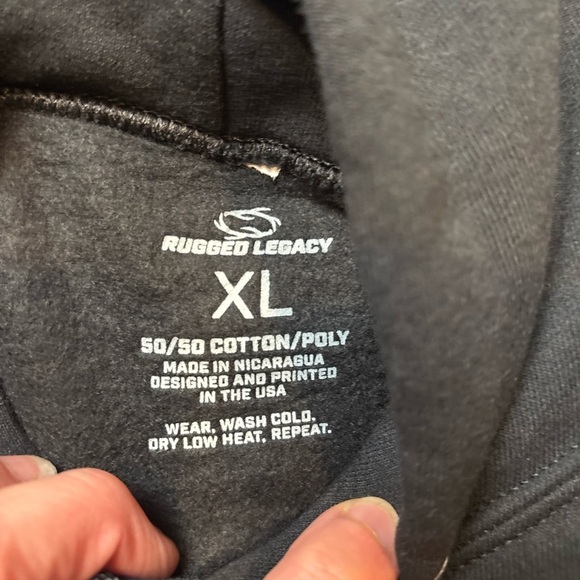 RUGGED LEGACY
XL
50/50 COTTON/POLY
MADE IN NICARAGUA
DESIGNED AND PRINTED
IN THE USA
WEAR, WASH COLD,
DRY LOW HEAT, REPEAT.